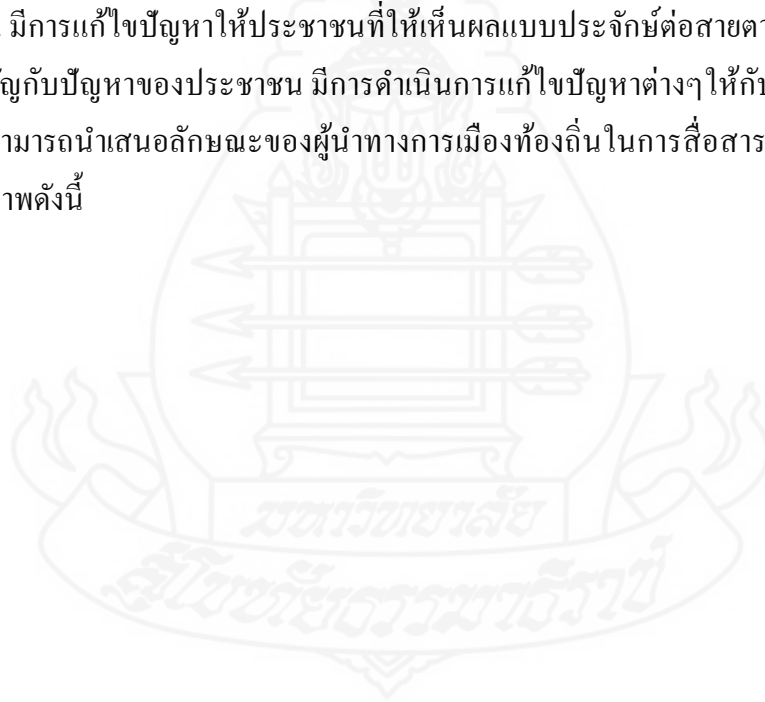 มีการแก้ไขปัญหาให้ประชาชนที่ให้เห็นผลแบบประจักษ์ต่อสายตา
ัญกับปัญหาของประชาชน มีการดำเนินการแก้ไขปัญหาต่างๆให้กับ
ามารถนำเสนอลักษณะของผู้นำทางการเมืองท้องถิ่นในการสื่อสาร
าพดังนี้
มหาวิทยาลัย
สุโขทัยธรรมาธิราช